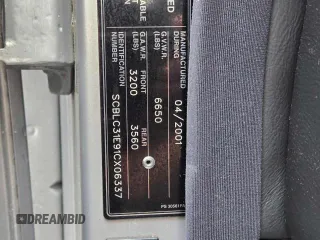 MANUFACTURED 04/2001
DURING
G.V.W.R. 6650
(LBS)
G.A.W.R. FRONT 3200 REAR 3560
(LBS)
IDENTIFICATION SCBLC31E91CX06337
NUMBER
DREAMBID